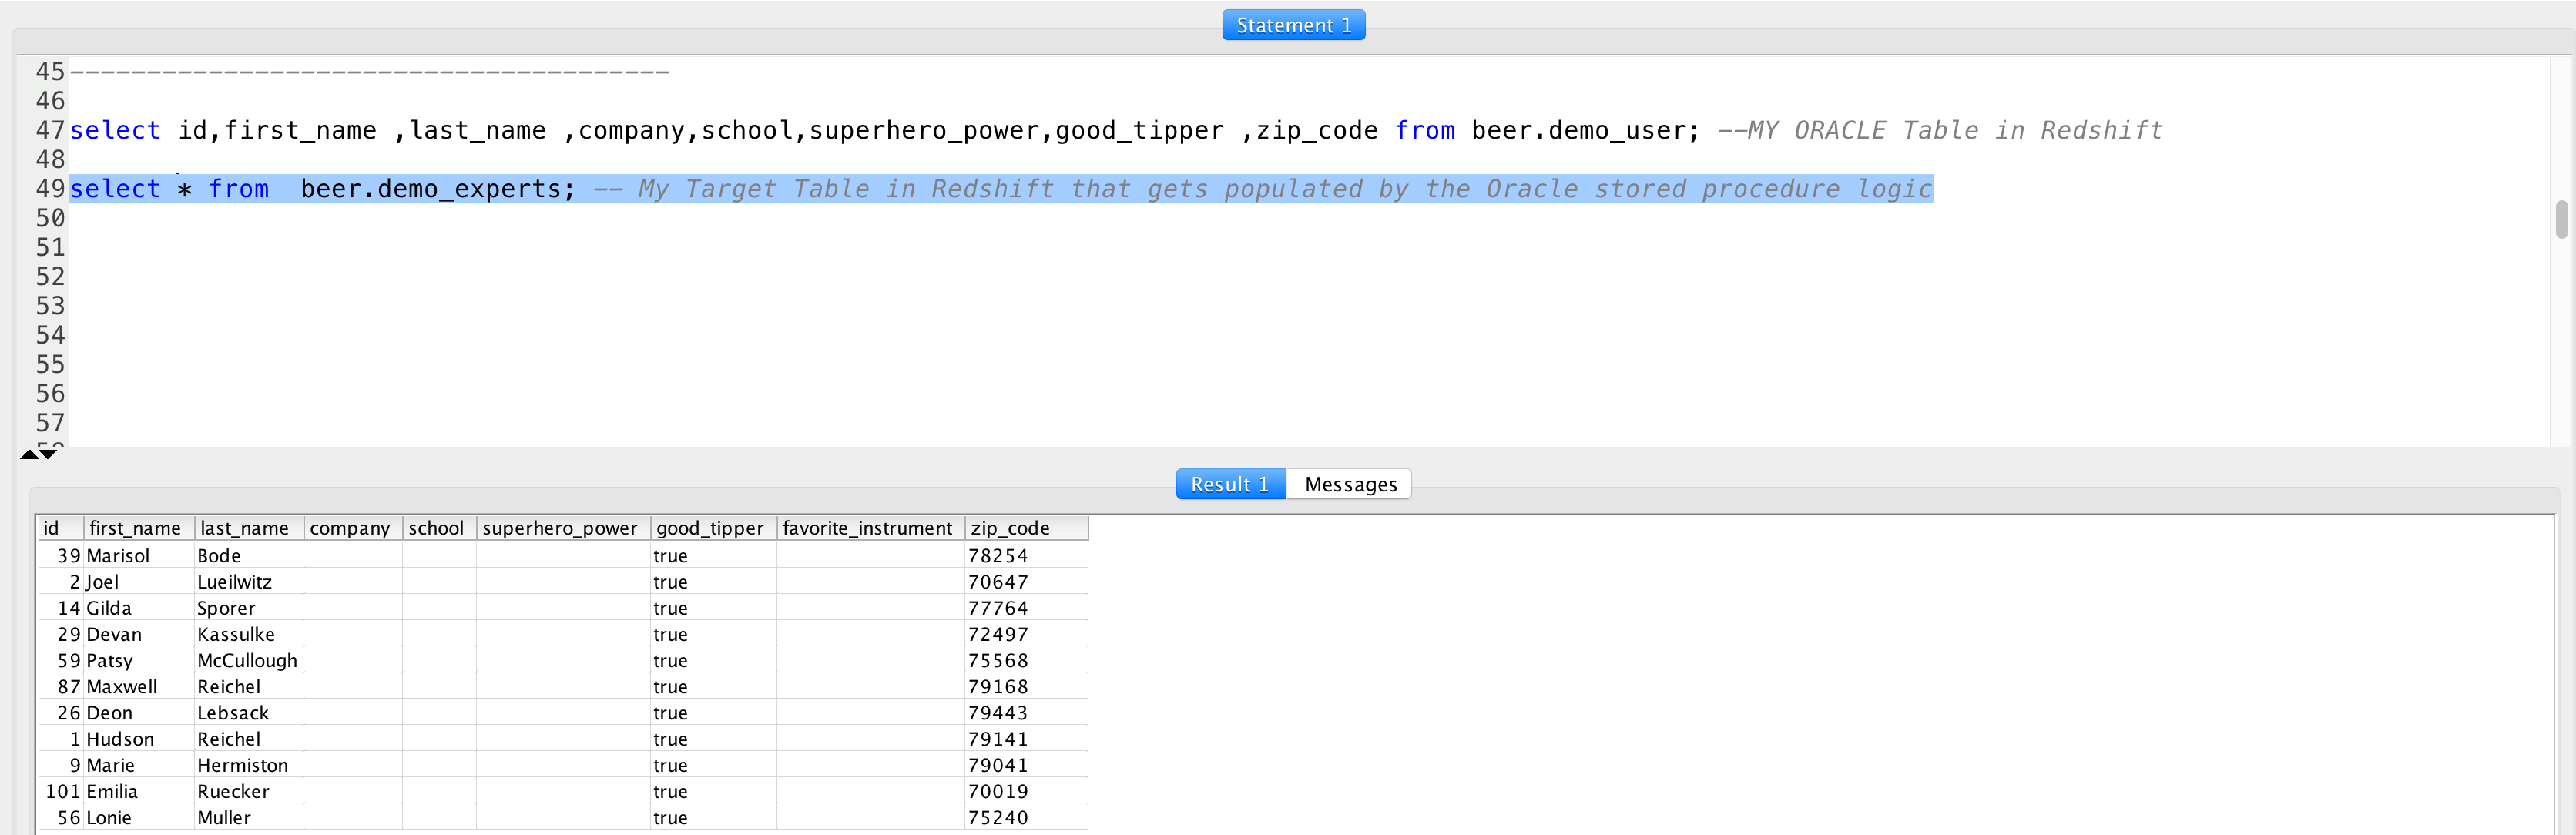 Statement 1
45 ---------------------------------------
46
47 select id,first_name ,last_name ,company,school,superhero_power,good_tipper ,zip_code from beer.demo_user; --MY ORACLE Table in Redshift
48
49 select * from  beer.demo_experts; -- My Target Table in Redshift that gets populated by the Oracle stored procedure logic
50
51
52
53
54
55
56
57
Result 1 Messages
id first_name last_name company school superhero_power good_tipper favorite_instrument zip_code
39 Marisol Bode true 78254
2 Joel Lueilwitz true 70647
14 Gilda Sporer true 77764
29 Devan Kassulke true 72497
59 Patsy McCullough true 75568
87 Maxwell Reichel true 79168
26 Deon Lebsack true 79443
1 Hudson Reichel true 79141
9 Marie Hermiston true 79041
101 Emilia Ruecker true 70019
56 Lonie Muller true 75240